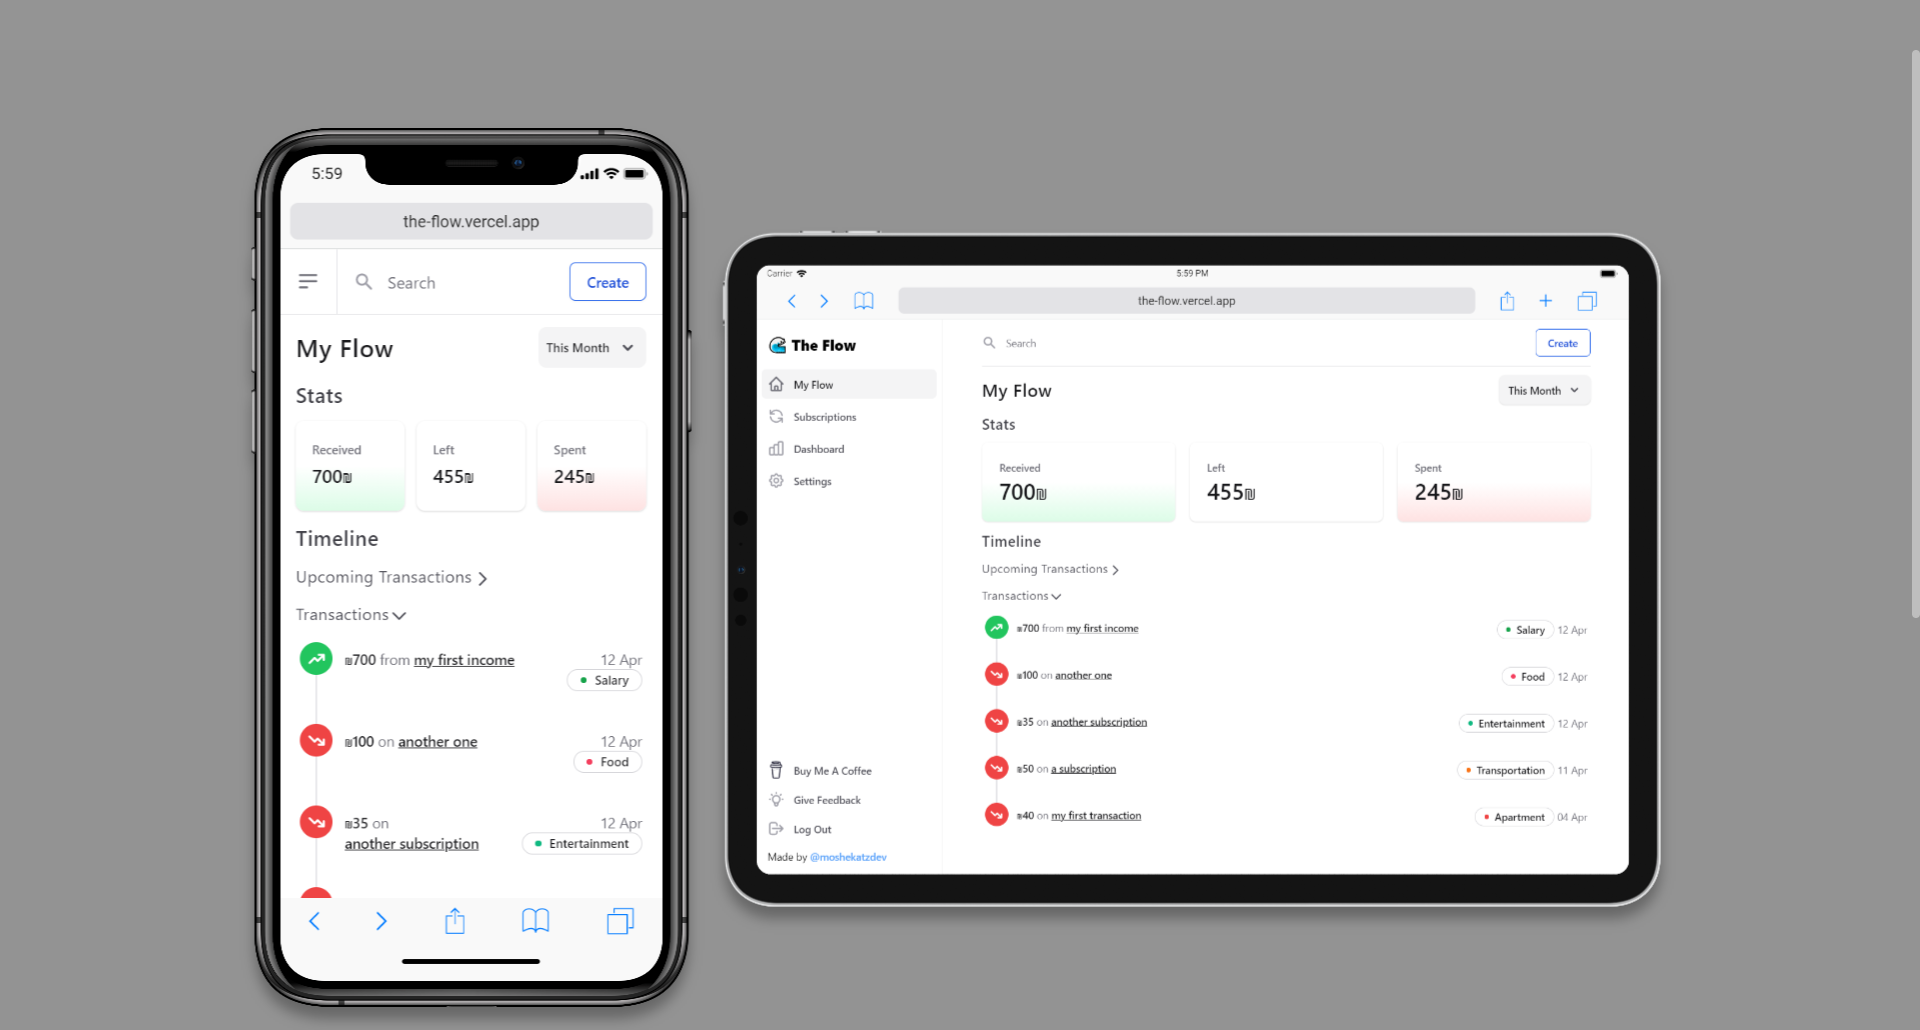 5:59
the-flow.vercel.app
Search
Create
My Flow
This Month
Stats
Received
Left
Spent
700₪
455₪
245₪
Timeline
Upcoming Transactions
Transactions
₪700 from my first income
12 Apr
Salary
₪100 on another one
12 Apr
Food
₪35 on
another subscription
12 Apr
Entertainment
Carrier
5:59 PM
the-flow.vercel.app
The Flow
My Flow
Subscriptions
Dashboard
Settings
Buy Me A Coffee
Give Feedback
Log Out
Made by @moshekatzdev
Search
Create
My Flow
This Month
Stats
Received
Left
Spent
700₪
455₪
245₪
Timeline
Upcoming Transactions
Transactions
₪700 from my first income Salary 12 Apr
₪100 on another one Food 12 Apr
₪35 on another subscription Entertainment 12 Apr
₪50 on a subscription Transportation 11 Apr
₪40 on my first transaction Apartment 04 Apr